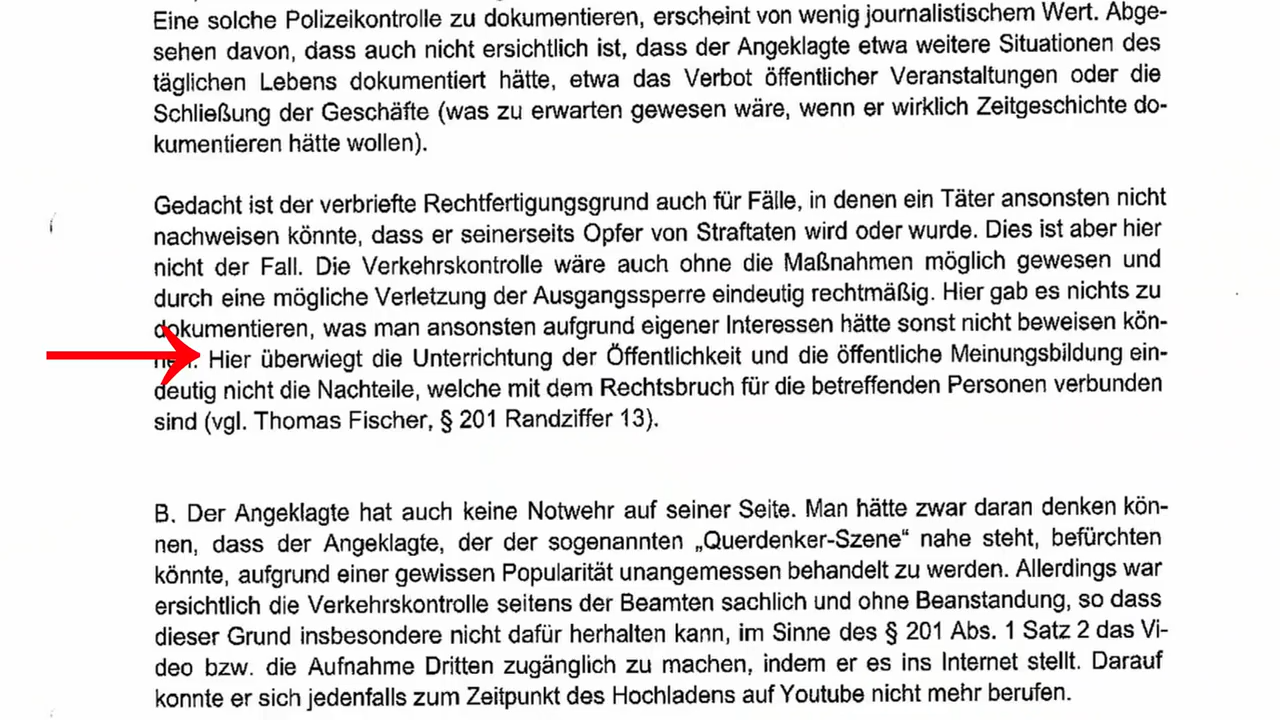 Eine solche Polizeikontrolle zu dokumentieren, erscheint von wenig journalistischem Wert. Abge-
sehen davon, dass auch nicht ersichtlich ist, dass der Angeklagte etwa weitere Situationen des
täglichen Lebens dokumentiert hätte, etwa das Verbot öffentlicher Veranstaltungen oder die
Schließung der Geschäfte (was zu erwarten gewesen wäre, wenn er wirklich Zeitgeschichte do-
kumentieren hätte wollen).
Gedacht ist der verbriefte Rechtfertigungsgrund auch für Fälle, in denen ein Täter ansonsten nicht
nachweisen könnte, dass er seinerseits Opfer von Straftaten wird oder wurde. Dies ist aber hier
nicht der Fall. Die Verkehrskontrolle wäre auch ohne die Maßnahmen möglich gewesen und
durch eine mögliche Verletzung der Ausgangssperre eindeutig rechtmäßig. Hier gab es nichts zu
dokumentieren, was man ansonsten aufgrund eigener Interessen hätte sonst nicht beweisen kön-
nen. Hier überwiegt die Unterrichtung der Öffentlichkeit und die öffentliche Meinungsbildung ein-
deutig nicht die Nachteile, welche mit dem Rechtsbruch für die betreffenden Personen verbunden
sind (vgl. Thomas Fischer, § 201 Randziffer 13).
B. Der Angeklagte hat auch keine Notwehr auf seiner Seite. Man hätte zwar daran denken kön-
nen, dass der Angeklagte, der der sogenannten „Querdenker-Szene“ nahe steht, befürchten
könnte, aufgrund einer gewissen Popularität unangemessen behandelt zu werden. Allerdings war
ersichtlich die Verkehrskontrolle seitens der Beamten sachlich und ohne Beanstandung, so dass
dieser Grund insbesondere nicht dafür herhalten kann, im Sinne des § 201 Abs. 1 Satz 2 das Vi-
deo bzw. die Aufnahme Dritten zugänglich zu machen, indem er es ins Internet stellt. Darauf
konnte er sich jedenfalls zum Zeitpunkt des Hochladens auf Youtube nicht mehr berufen.